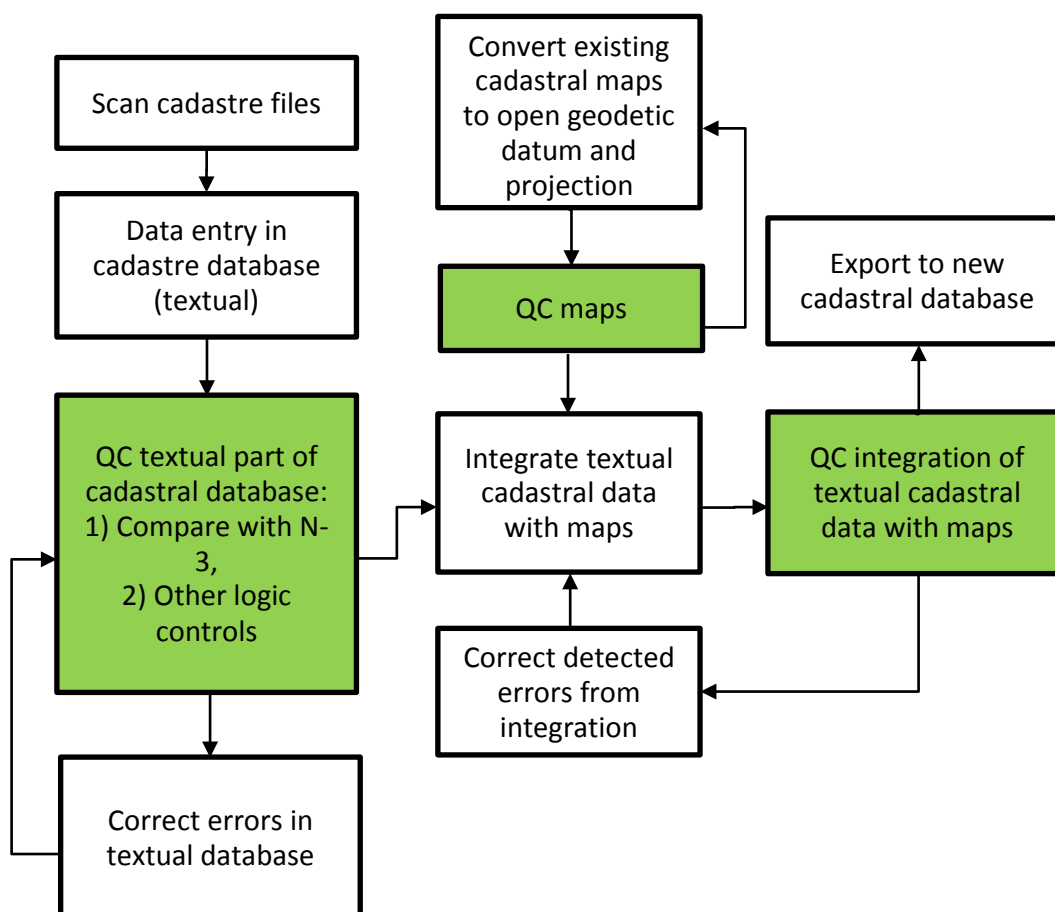 Scan cadastre files
Data entry in
cadastre database
(textual)
QC textual part of
cadastral database:
1) Compare with N-
3,
2) Other logic
controls
Correct errors in
textual database
Convert existing
cadastral maps
to open geodetic
datum and
projection
QC maps
Integrate textual
cadastral data
with maps
Correct detected
errors from
integration
Export to new
cadastral database
QC integration of
textual cadastral
data with maps